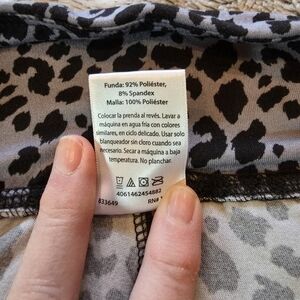 Funda: 92% Poliéster,
8% Spandex
Malla: 100% Poliéster
Colocar la prenda al revés. Lavar a
máquina en agua fría con colores
similares, en ciclo delicado. Usar solo
blanqueador sin cloro cuando sea
necesario. Secar a máquina a baja
temperatura. No planchar.
4061462454882
833649 RN#